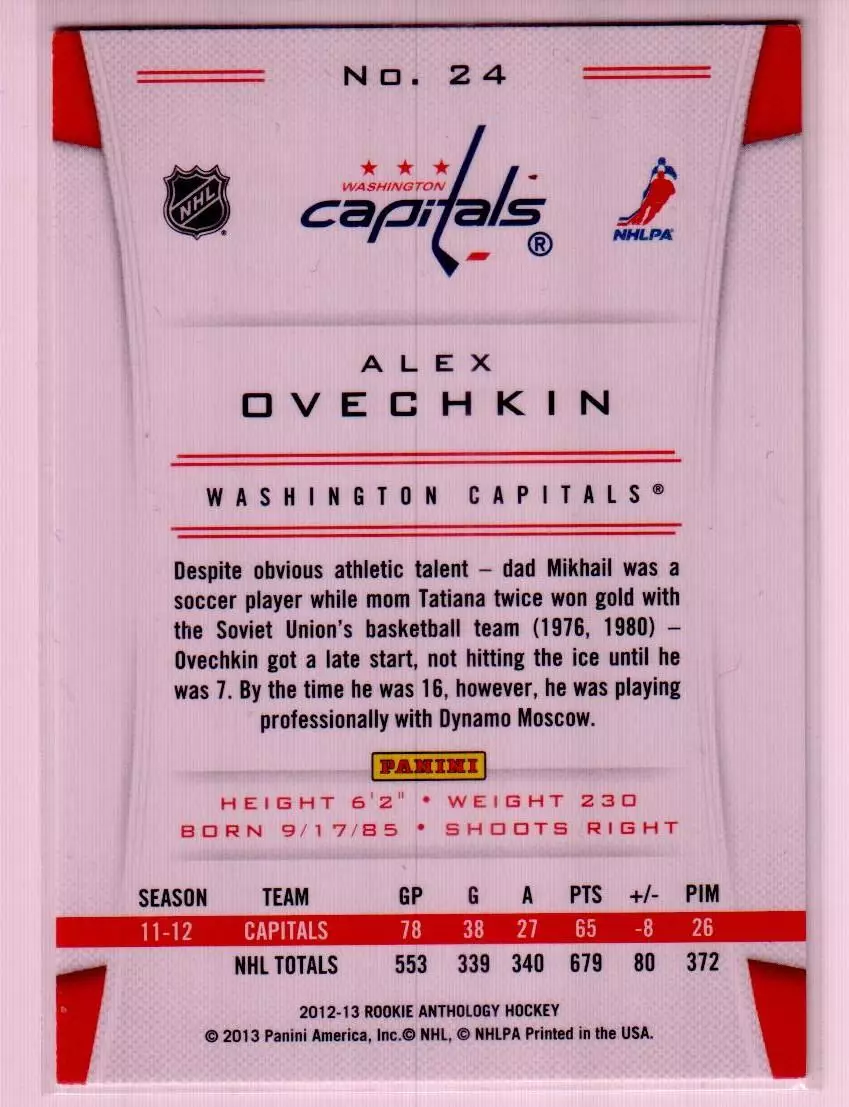 No. 24
NHL
WASHINGTON
capitals®
NHLPA
ALEX
OVECHKIN
WASHINGTON CAPITALS®
Despite obvious athletic talent – dad Mikhail was a
soccer player while mom Tatiana twice won gold with
the Soviet Union's basketball team (1976, 1980) –
Ovechkin got a late start, not hitting the ice until he
was 7. By the time he was 16, however, he was playing
professionally with Dynamo Moscow.
PANINI
HEIGHT 6'2" • WEIGHT 230
BORN 9/17/85 • SHOOTS RIGHT
SEASON TEAM GP G A PTS +/- PIM
11-12 CAPITALS 78 38 27 65 -8 26
NHL TOTALS 553 339 340 679 80 372
2012-13 ROOKIE ANTHOLOGY HOCKEY
© 2013 Panini America, Inc.© NHL, © NHLPA Printed in the USA.